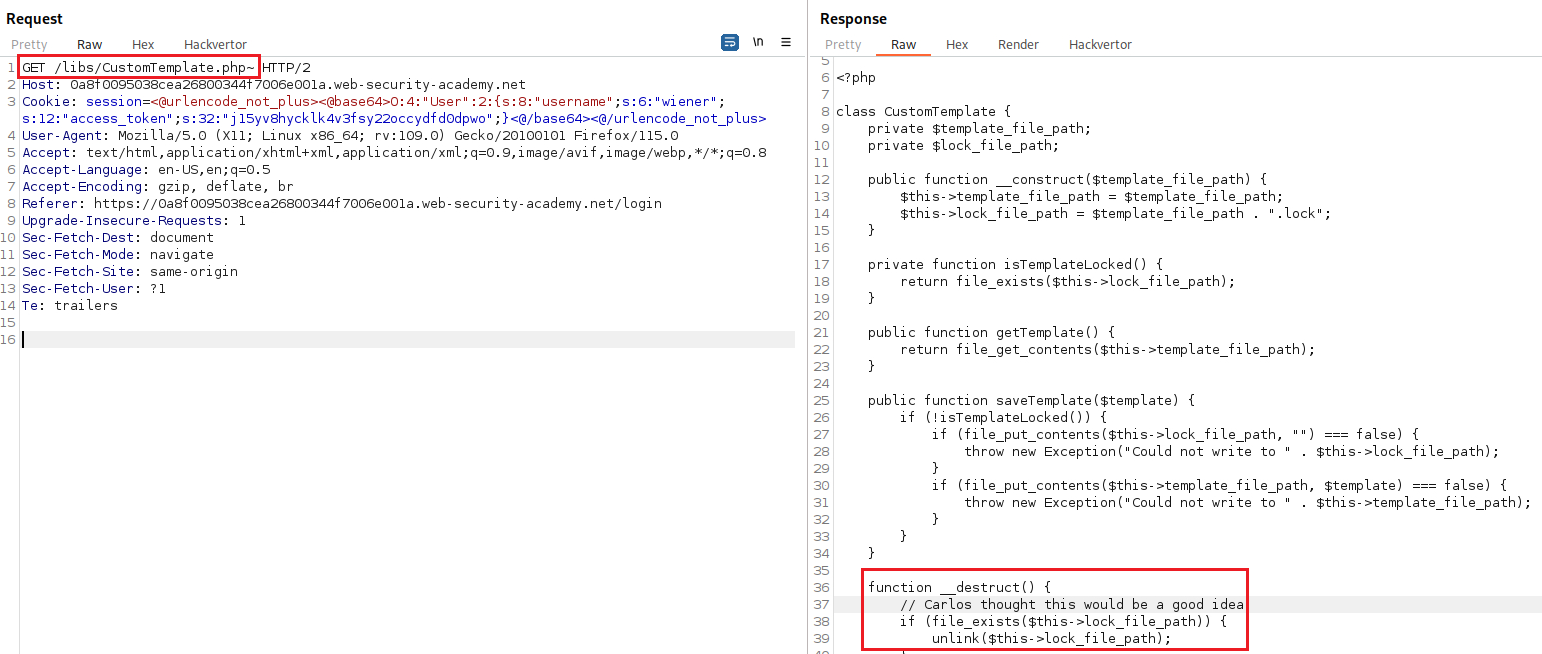 Request
Pretty Raw Hex Hackvertor \n
1 GET /libs/CustomTemplate.php~ HTTP/2
2 Host: 0a8f0095038cea26800344f7006e001a.web-security-academy.net
3 Cookie: session=<@urlencode_not_plus><@base64>O:4:"User":2:{s:8:"username";s:6:"wiener";
s:12:"access_token";s:32:"j15yv8hycklk4v3fsy22occydfd0dpwo";}<@/base64><@/urlencode_not_plus>
4 User-Agent: Mozilla/5.0 (X11; Linux x86_64; rv:109.0) Gecko/20100101 Firefox/115.0
5 Accept: text/html,application/xhtml+xml,application/xml;q=0.9,image/avif,image/webp,*/*;q=0.8
6 Accept-Language: en-US,en;q=0.5
7 Accept-Encoding: gzip, deflate, br
8 Referer: https://0a8f0095038cea26800344f7006e001a.web-security-academy.net/login
9 Upgrade-Insecure-Requests: 1
10 Sec-Fetch-Dest: document
11 Sec-Fetch-Mode: navigate
12 Sec-Fetch-Site: same-origin
13 Sec-Fetch-User: ?1
14 Te: trailers
15
16
Response
Pretty Raw Hex Render Hackvertor
5
6 <?php
7
8 class CustomTemplate {
9 private $template_file_path;
10 private $lock_file_path;
11
12 public function __construct($template_file_path) {
13 $this->template_file_path = $template_file_path;
14 $this->lock_file_path = $template_file_path . ".lock";
15 }
16
17 private function isTemplateLocked() {
18 return file_exists($this->lock_file_path);
19 }
20
21 public function getTemplate() {
22 return file_get_contents($this->template_file_path);
23 }
24
25 public function saveTemplate($template) {
26 if (!isTemplateLocked()) {
27 if (file_put_contents($this->lock_file_path, "") === false) {
28 throw new Exception("Could not write to " . $this->lock_file_path);
29 }
30 if (file_put_contents($this->template_file_path, $template) === false) {
31 throw new Exception("Could not write to " . $this->template_file_path);
32 }
33 }
34 }
35
36 function __destruct() {
37 // Carlos thought this would be a good idea
38 if (file_exists($this->lock_file_path)) {
39 unlink($this->lock_file_path);